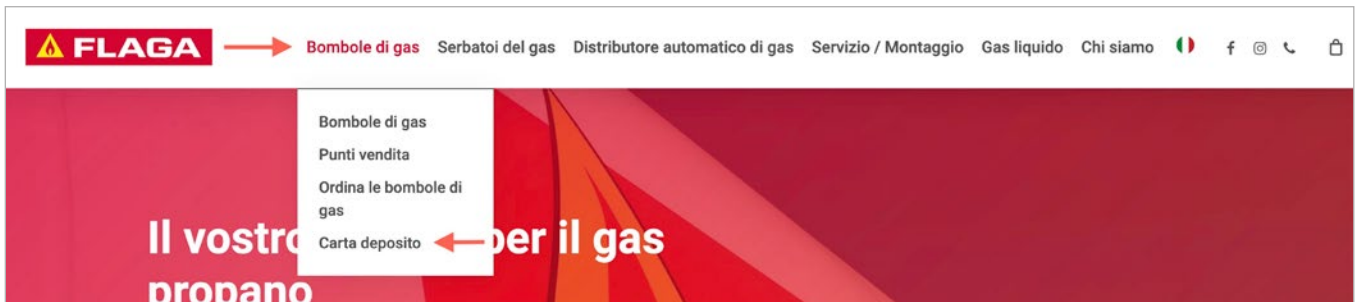 FLAGA
Bombole di gas Serbatoi del gas Distributore automatico di gas Servizio / Montaggio Gas liquido Chi siamo
Bombole di gas
Punti vendita
Ordina le bombole di
gas
Carta deposito
Il vostro per il gas
propano